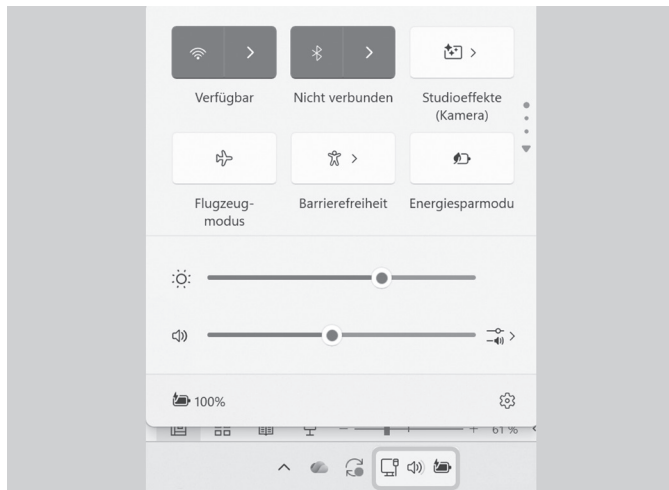 Verfügbar
Nicht verbunden
Studioeffekte
(Kamera)
Flugzeug-
modus
Barrierefreiheit
Energiesparmodu
100%
61 %